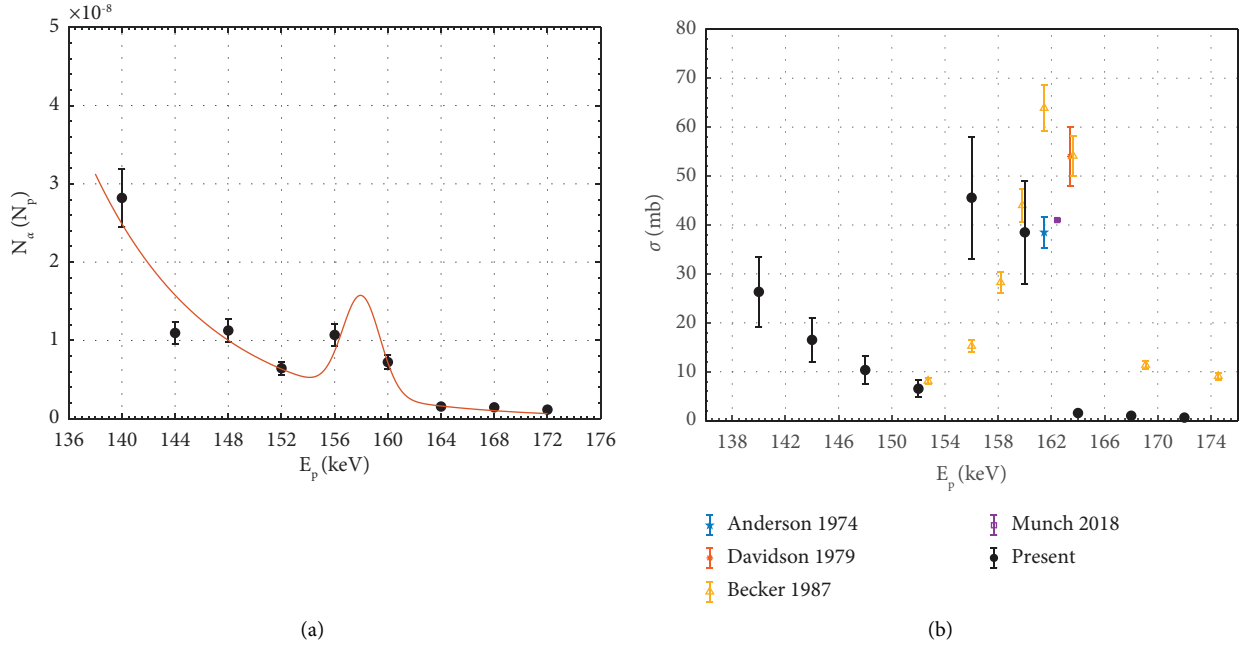 ×10⁻⁸
5
4
3
2
1
0
N_α (N_p)
136 140 144 148 152 156 160 164 168 172 176
E_p (keV)
(a)
80
70
60
50
40
30
20
10
0
σ (mb)
138 142 146 150 154 158 162 166 170 174
E_p (keV)
Anderson 1974
Davidson 1979
Becker 1987
Munch 2018
Present
(b)